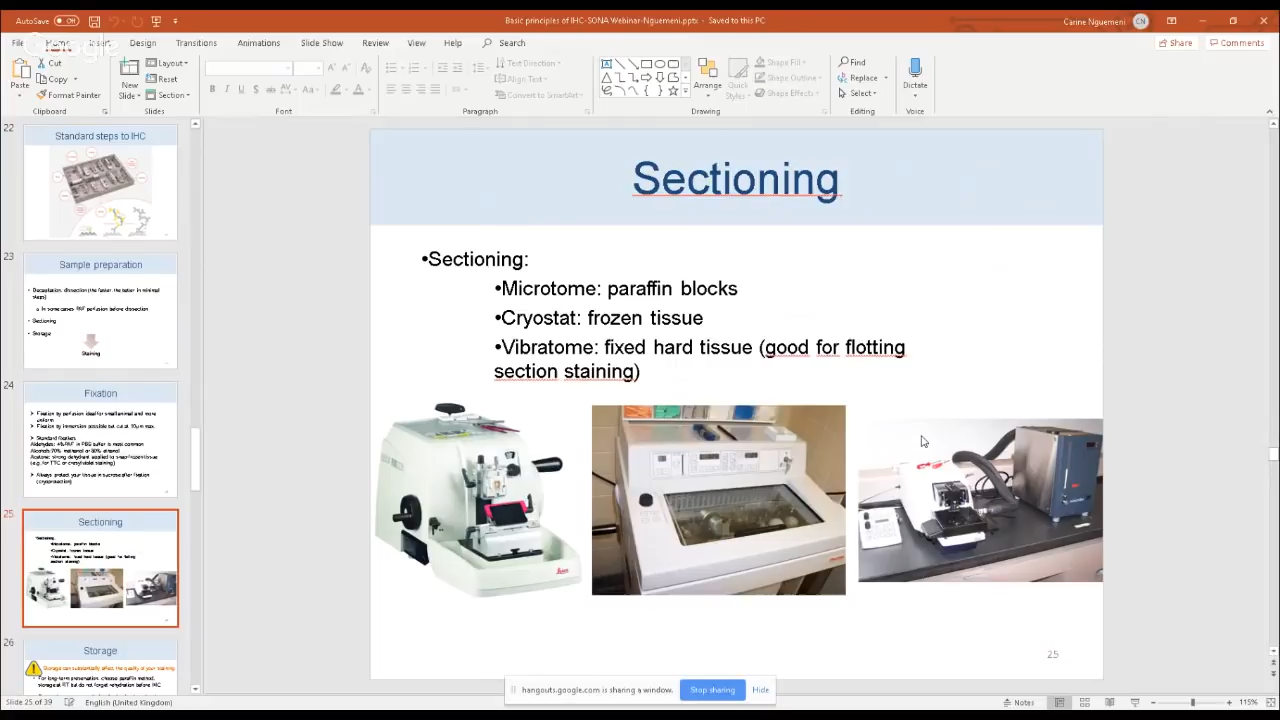 AutoSave Off
Basic principles of IHC-SONA Webinar-Nguemeni.pptx - Saved to this PC
Carine Nguemeni CN
File Home Insert Design Transitions Animations Slide Show Review View Help Search
Share Comments
Google
Paste
Cut
Copy
Format Painter
Clipboard
New Slide
Layout
Reset
Section
Slides
Font
Paragraph
Text Direction
Align Text
Convert to SmartArt
Arrange
Quick Styles
Shape Fill
Shape Outline
Shape Effects
Drawing
Find
Replace
Select
Editing
Dictate
Voice
22
Standard steps to IHC
23
Sample preparation
Sectioning
Storage
Staining
24
Fixation
25
Sectioning
26
Storage
Sectioning
•Sectioning:
•Microtome: paraffin blocks
•Cryostat: frozen tissue
•Vibratome: fixed hard tissue (good for flotting
section staining)
Leica
25
hangouts.google.com is sharing a window.
Stop sharing
Hide
Slide 25 of 39
English (United Kingdom)
Notes
115%